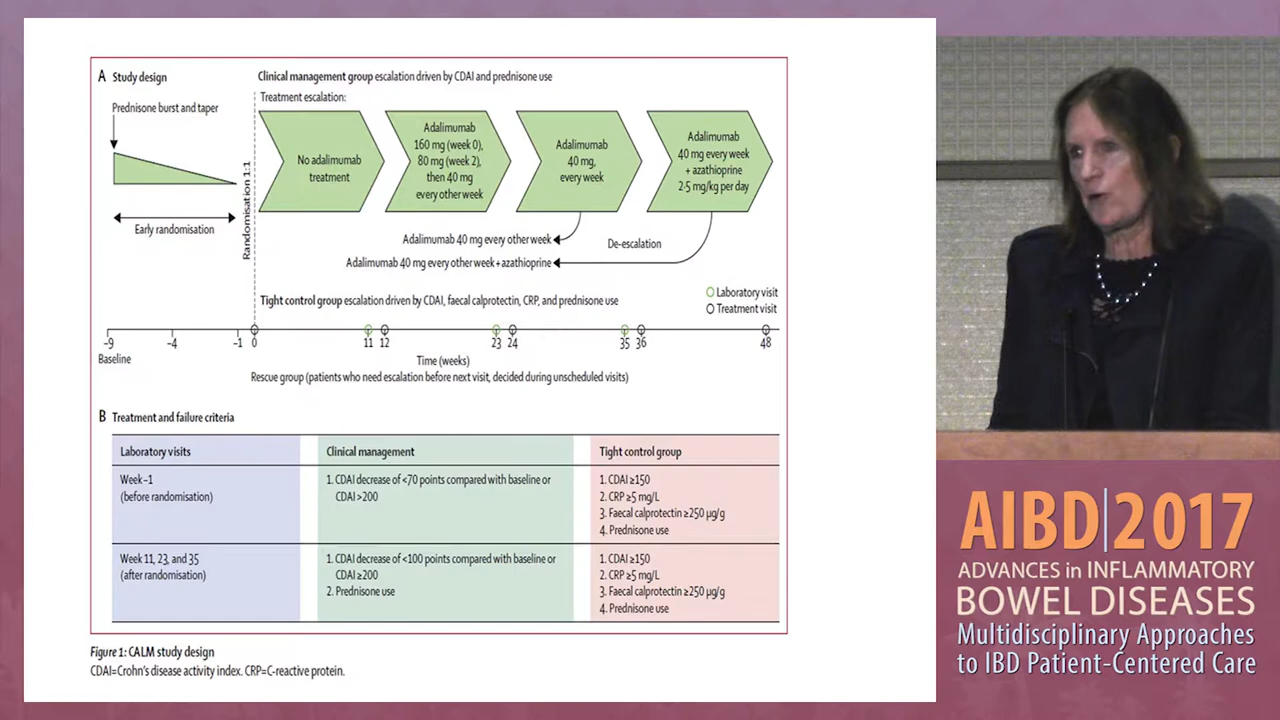 A Study design
Clinical management group escalation driven by CDAI and prednisone use
Prednisone burst and taper
Treatment escalation:
No adalimumab
treatment
Adalimumab
160 mg (week 0),
80 mg (week 2),
then 40 mg
every other week
Adalimumab
40 mg,
every week
Adalimumab
40 mg every week
+ azathioprine
2·5 mg/kg per day
Randomisation 1:1
Early randomisation
Adalimumab 40 mg every other week
De-escalation
Adalimumab 40 mg every other week + azathioprine
Tight control group escalation driven by CDAI, faecal calprotectin, CRP, and prednisone use
Laboratory visit
Treatment visit
–9 –4 –1 0 11 12 23 24 35 36 48
Baseline
Time (weeks)
Rescue group (patients who need escalation before next visit, decided during unscheduled visits)
B Treatment and failure criteria
Laboratory visits Clinical management Tight control group
Week –1
(before randomisation)
1. CDAI decrease of <70 points compared with baseline or
CDAI >200
1. CDAI ≥150
2. CRP ≥5 mg/L
3. Faecal calprotectin ≥250 µg/g
4. Prednisone use
Week 11, 23, and 35
(after randomisation)
1. CDAI decrease of <100 points compared with baseline or
CDAI ≥200
2. Prednisone use
1. CDAI ≥150
2. CRP ≥5 mg/L
3. Faecal calprotectin ≥250 µg/g
4. Prednisone use
Figure 1: CALM study design
CDAI=Crohn's disease activity index. CRP=C-reactive protein.
AIBD|2017
ADVANCES in INFLAMMATORY
BOWEL DISEASES
Multidisciplinary Approaches
to IBD Patient-Centered Care